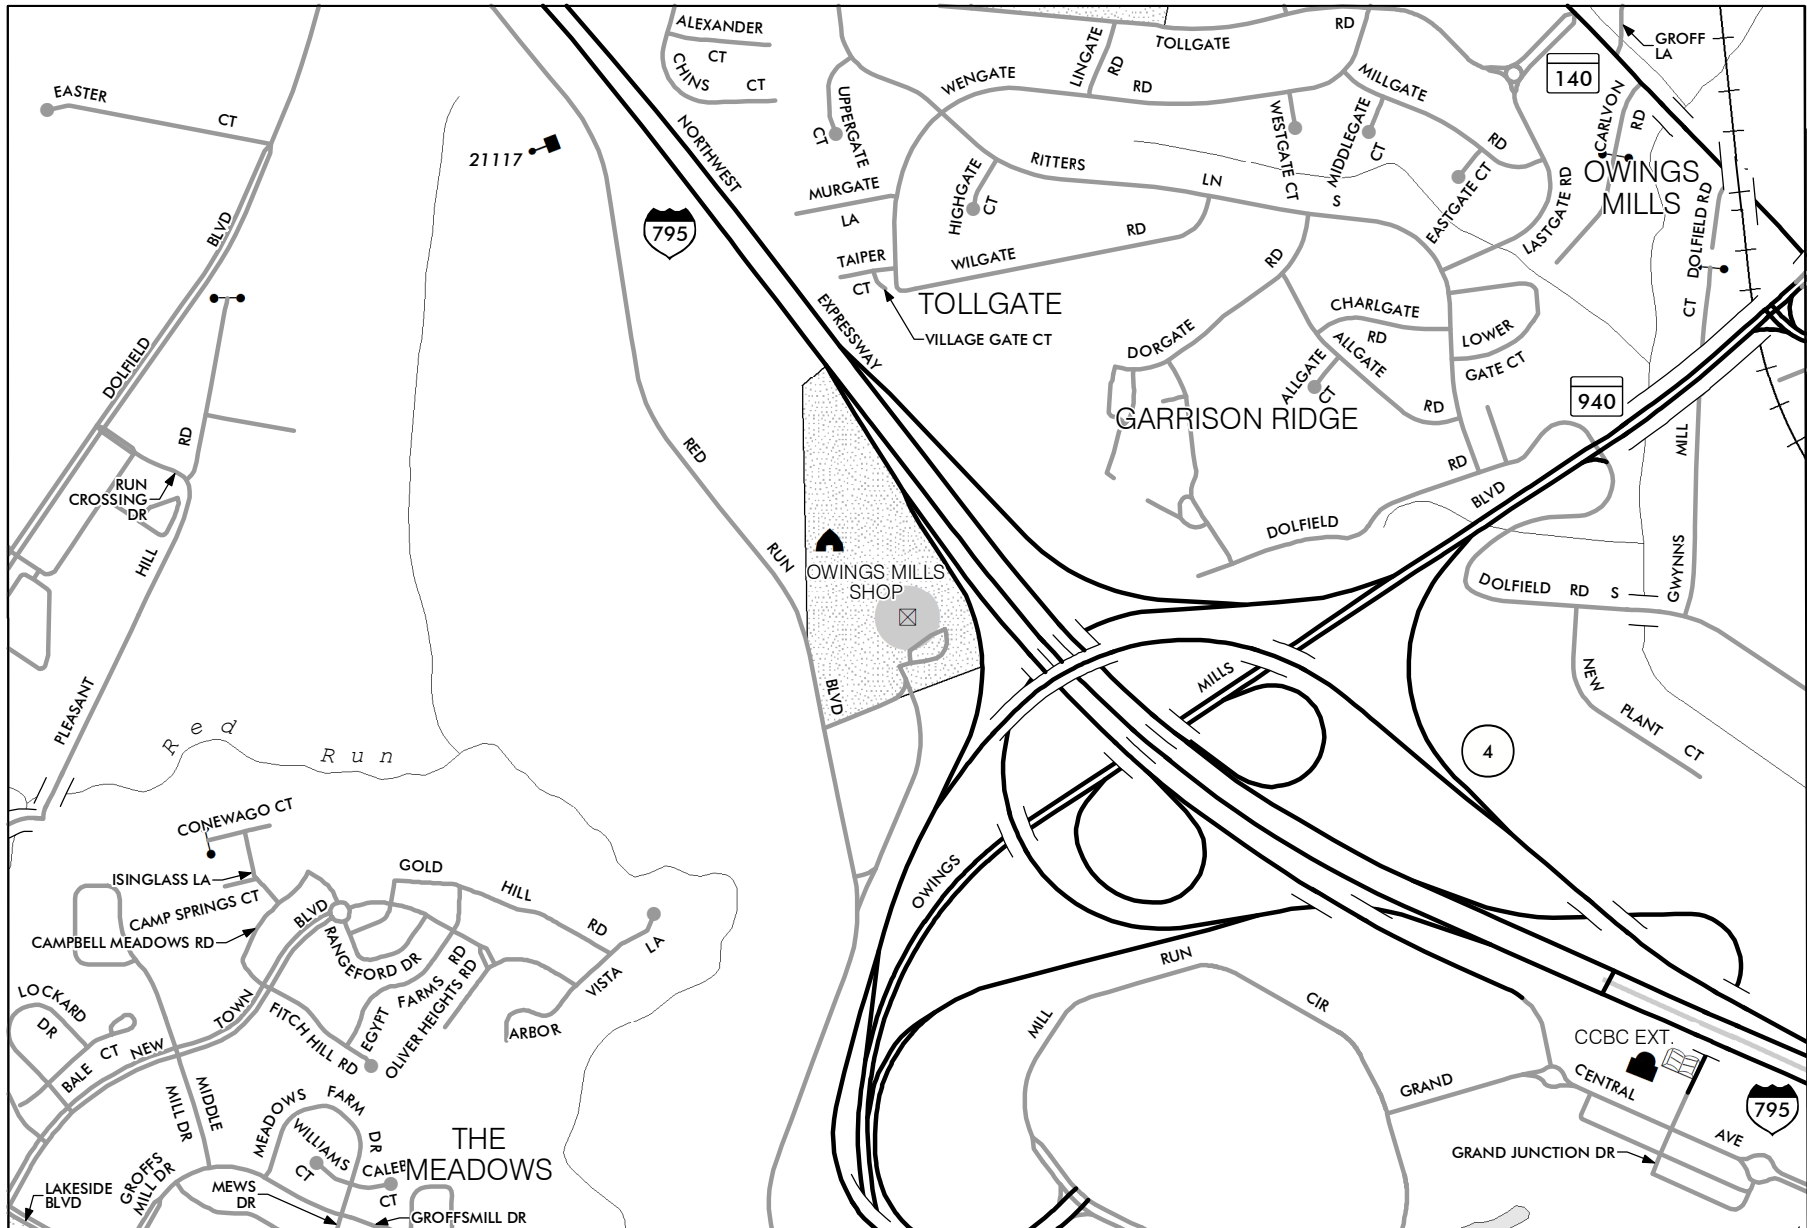 ALEXANDER
CT
CHINS CT
TOLLGATE RD
LINGATE RD
WENGATE RD
MILLGATE RD
GROFF
LA
140
EASTER CT
21117
NORTHWEST EXPRESSWAY
795
UPPERGATE
CT
WESTGATE CT
MIDDLEGATE
CT
CARLVON RD
OWINGS
MILLS
RITTERS LN S
HIGHGATE
CT
MURGATE
LA
EASTGATE CT
LASTGATE RD
DOLFIELD RD
CT
TAIPER
CT
WILGATE RD
TOLLGATE
VILLAGE GATE CT
DOLFIELD BLVD
CHARLGATE
RD
LOWER
GATE CT
DORGATE RD
ALLGATE
RD
ALLGATE
CT
GARRISON RIDGE
940
GWYNNS MILL
RED RUN BLVD
RUN
CROSSING
DR
PLEASANT HILL RD
OWINGS MILLS
SHOP
DOLFIELD RD
OWINGS MILLS BLVD
DOLFIELD RD S
NEW PLANT CT
4
Red Run
CONEWAGO CT
ISINGLASS LA
CAMP SPRINGS CT
CAMPBELL MEADOWS RD
GOLD HILL RD
RANGEFORD DR
EGYPT FARMS RD
OLIVER HEIGHTS RD
ARBOR VISTA LA
NEW TOWN BLVD
FITCH HILL RD
LOCKARD
DR
BALE CT
MIDDLE
MILL DR
MEADOWS FARM DR
WILLIAMS
CT
CALEB
CT
THE
MEADOWS
GROFFS
MILL DR
LAKESIDE
BLVD
MEWS
DR
GROFFSMILL DR
MILL RUN CIR
CCBC EXT.
GRAND CENTRAL AVE
GRAND JUNCTION DR
795